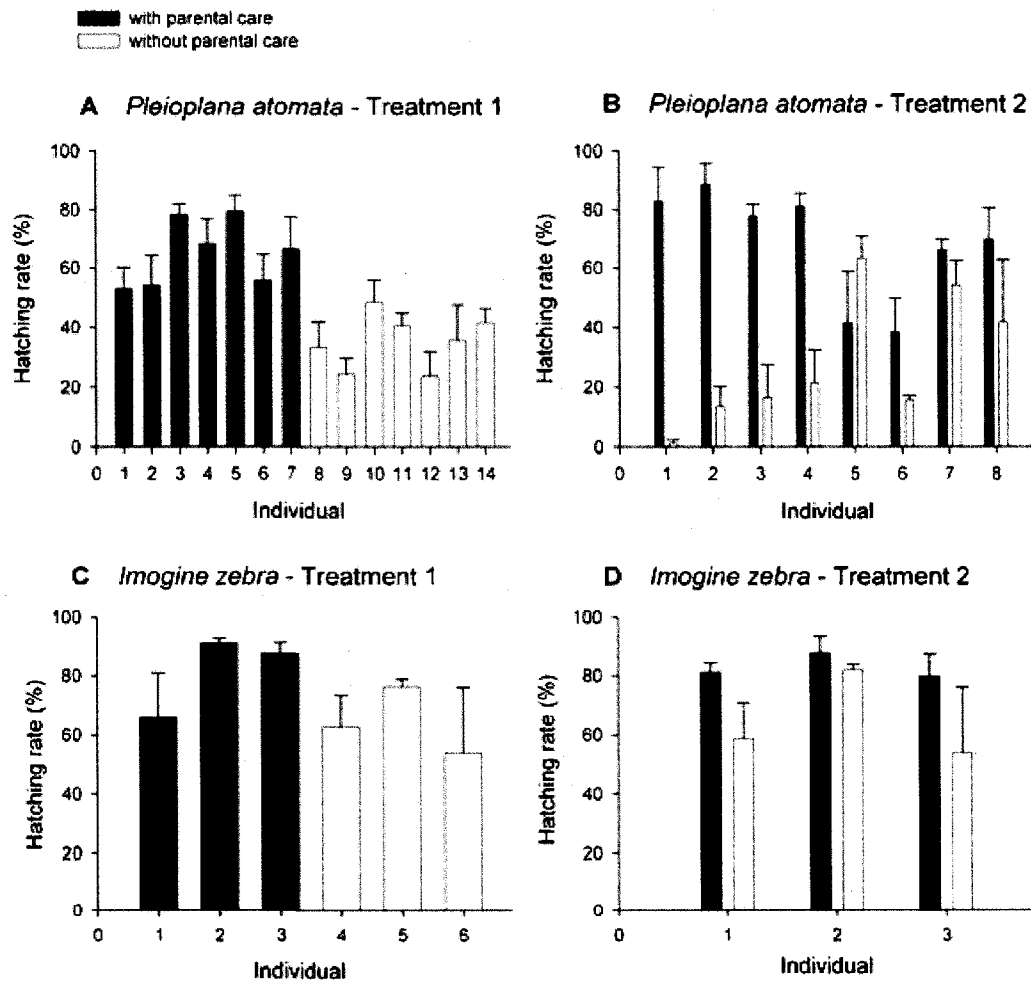 with parental care
without parental care
A Pleioplana atomata - Treatment 1
B Pleioplana atomata - Treatment 2
100
80
60
40
20
0
Hatching rate (%)
0 1 2 3 4 5 6 7 8 9 10 11 12 13 14
Individual
100
80
60
40
20
0
Hatching rate (%)
0 1 2 3 4 5 6 7 8
Individual
C Imogine zebra - Treatment 1
D Imogine zebra - Treatment 2
100
80
60
40
20
0
Hatching rate (%)
0 1 2 3 4 5 6
Individual
100
80
60
40
20
0
Hatching rate (%)
0 1 2 3
Individual